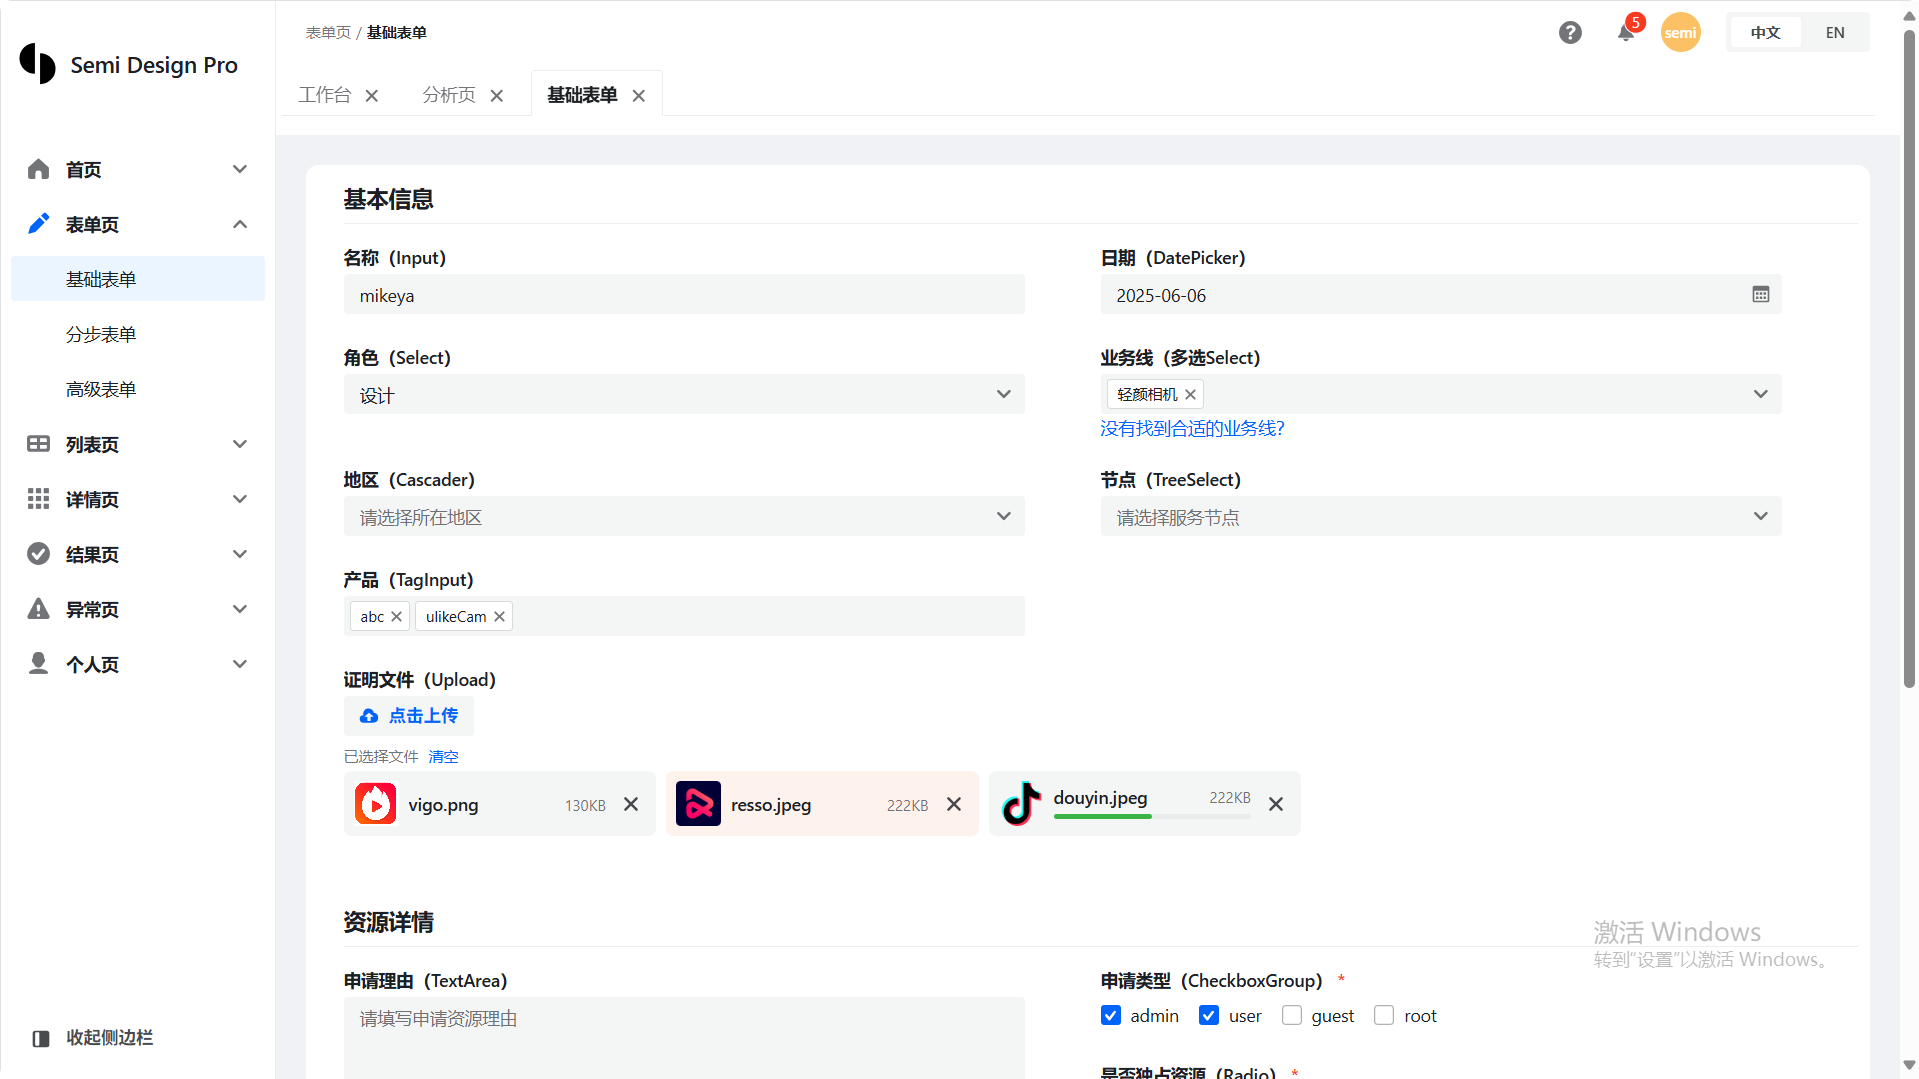 Semi Design Pro
首页
表单页
基础表单
分步表单
高级表单
列表页
详情页
结果页
异常页
个人页
收起侧边栏
表单页 / 基础表单
5
semi
中文
EN
工作台
分析页
基础表单
基本信息
名称（Input）
mikeya
日期（DatePicker）
2025-06-06
角色（Select）
设计
业务线（多选Select）
轻颜相机
没有找到合适的业务线?
地区（Cascader）
请选择所在地区
节点（TreeSelect）
请选择服务节点
产品（TagInput）
abc
ulikeCam
证明文件（Upload）
点击上传
已选择文件 清空
vigo.png 130KB
resso.jpeg 222KB
douyin.jpeg 222KB
资源详情
申请理由（TextArea）
请填写申请资源理由
申请类型（CheckboxGroup） *
admin user guest root
是否独占资源（Radio） *
激活 Windows
转到“设置”以激活 Windows。